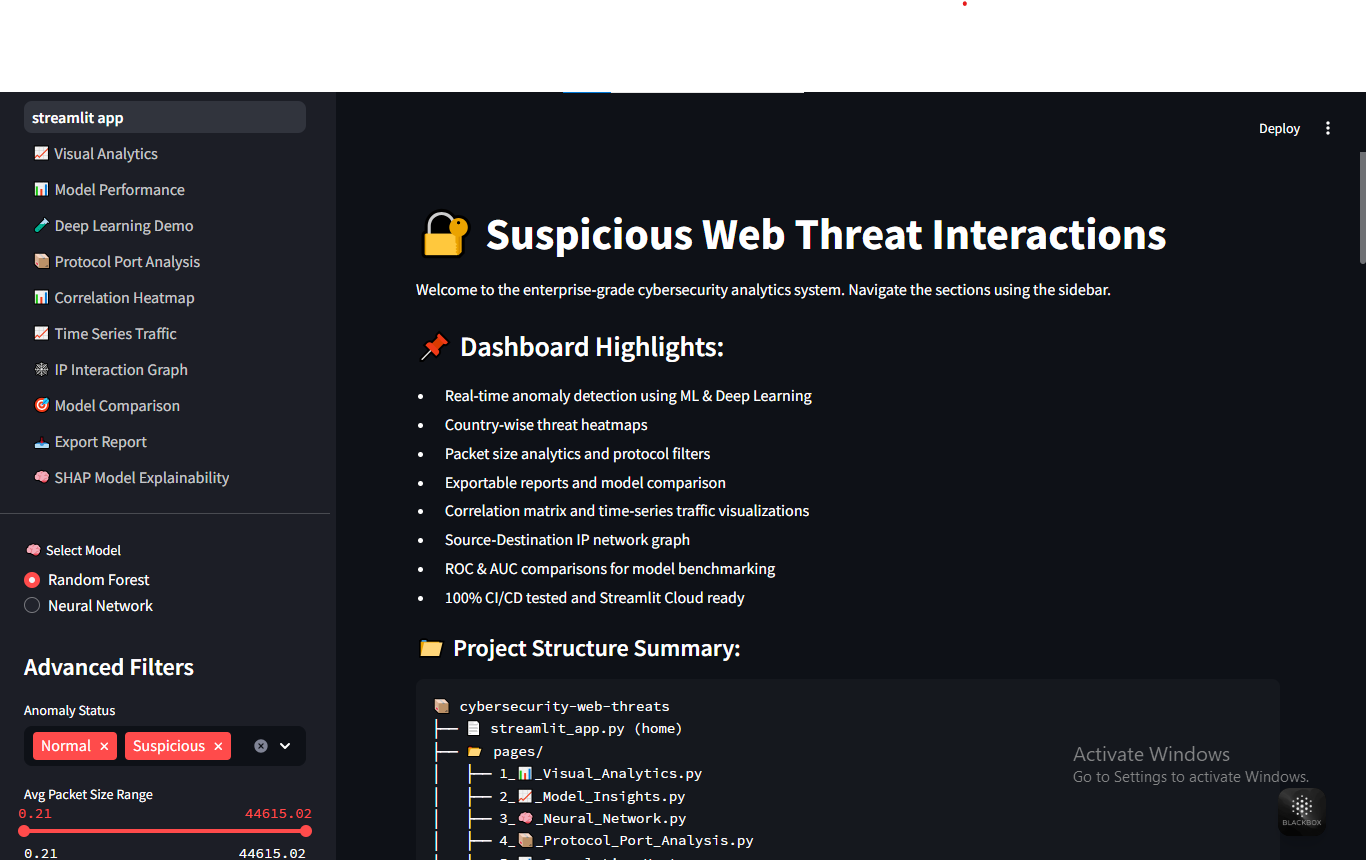 streamlit app
📈 Visual Analytics
📊 Model Performance
🧪 Deep Learning Demo
📦 Protocol Port Analysis
📊 Correlation Heatmap
📈 Time Series Traffic
🕸 IP Interaction Graph
🎯 Model Comparison
📤 Export Report
🧠 SHAP Model Explainability
🧠 Select Model
Random Forest
Neural Network
Advanced Filters
Anomaly Status
Normal × Suspicious ×
Avg Packet Size Range
0.21 44615.02
0.21 44615.02
Deploy
🔐 Suspicious Web Threat Interactions
Welcome to the enterprise-grade cybersecurity analytics system. Navigate the sections using the sidebar.
📌 Dashboard Highlights:
• Real-time anomaly detection using ML & Deep Learning
• Country-wise threat heatmaps
• Packet size analytics and protocol filters
• Exportable reports and model comparison
• Correlation matrix and time-series traffic visualizations
• Source-Destination IP network graph
• ROC & AUC comparisons for model benchmarking
• 100% CI/CD tested and Streamlit Cloud ready
📂 Project Structure Summary:
📦 cybersecurity-web-threats
├── 📄 streamlit_app.py (home)
├── 📂 pages/
│   ├── 1_📊_Visual_Analytics.py
│   ├── 2_📈_Model_Insights.py
│   ├── 3_🧠_Neural_Network.py
│   ├── 4_📦_Protocol_Port_Analysis.py
Activate Windows
Go to Settings to activate Windows.
BLACKBOX